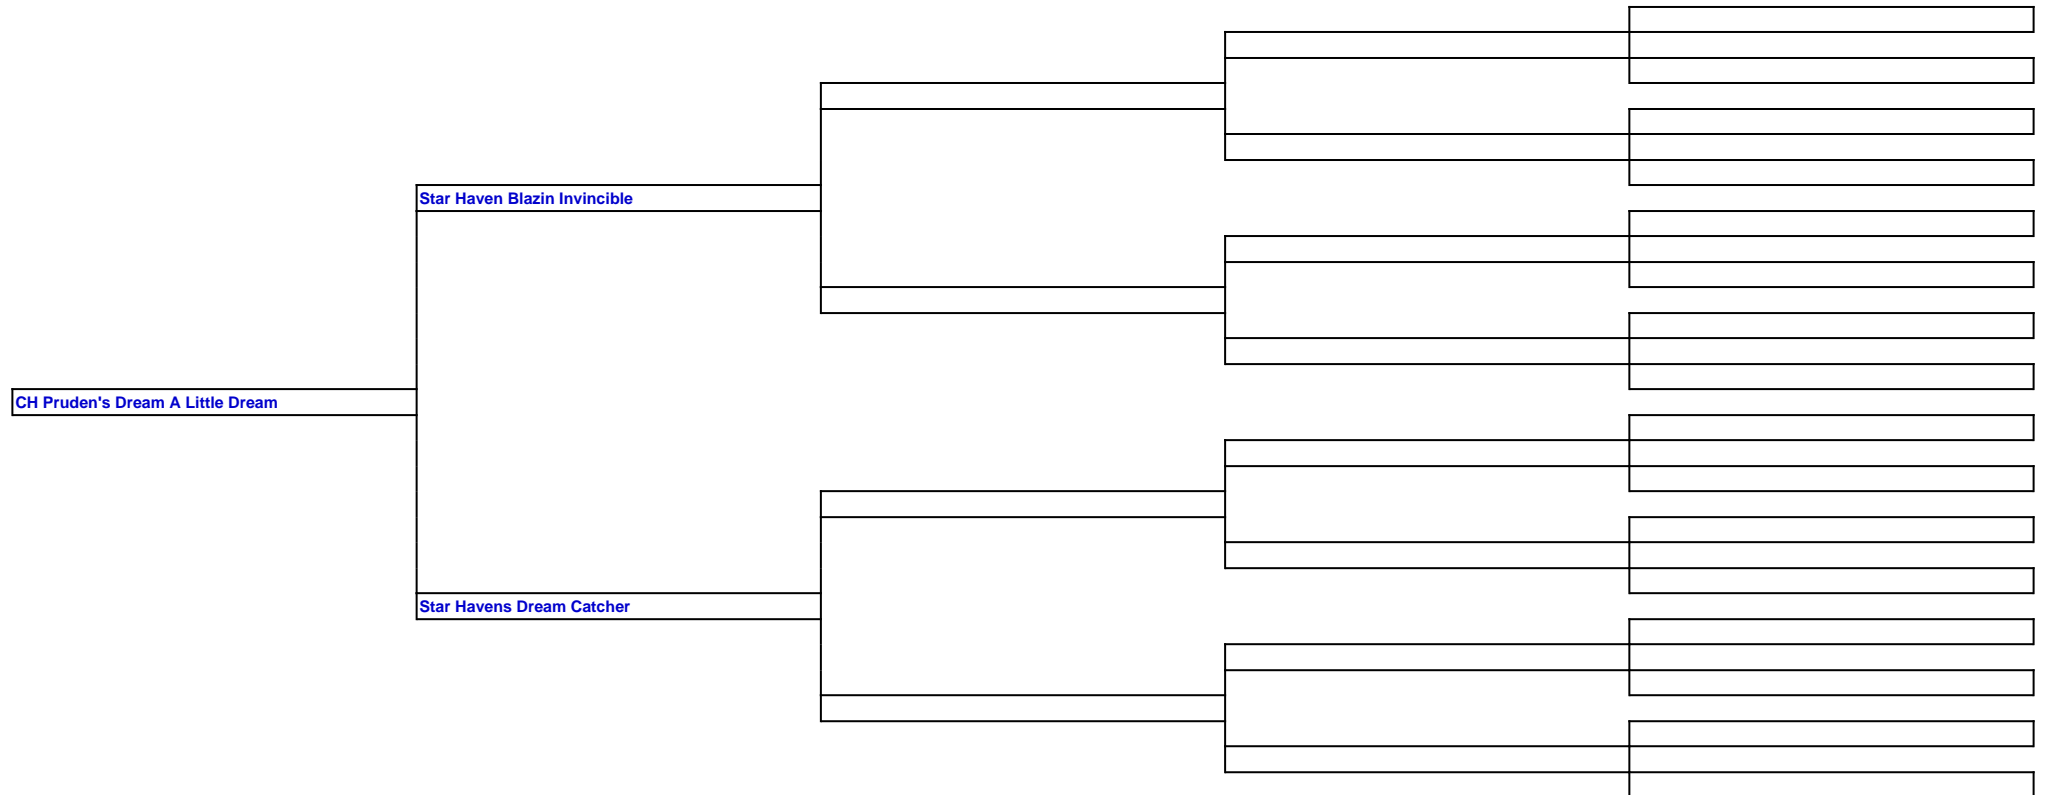 Star Haven Blazin Invincible
CH Pruden's Dream A Little Dream
Star Havens Dream Catcher